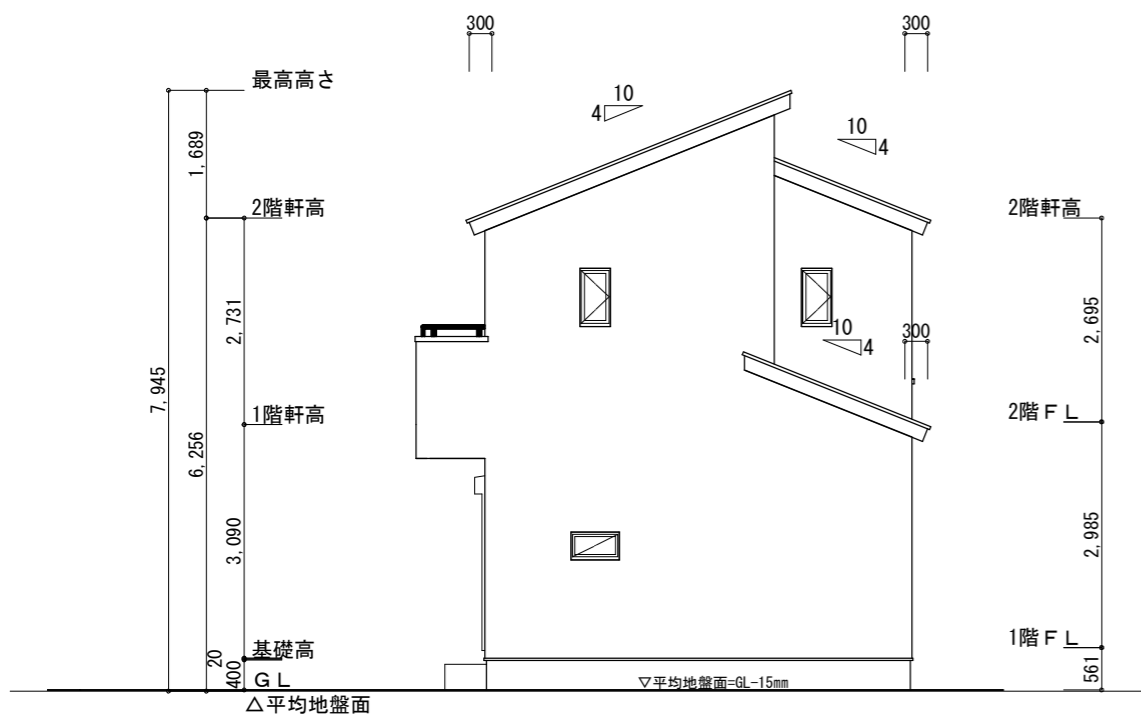 300
300
最高高さ
10
4
10
4
1,689
2階軒高
2階軒高
2,731
2,695
7,945
10
4
300
1階軒高
2階ＦＬ
6,256
3,090
2,985
基礎高
1階ＦＬ
20
400
ＧＬ
▽平均地盤面=GL-15mm
561
△平均地盤面